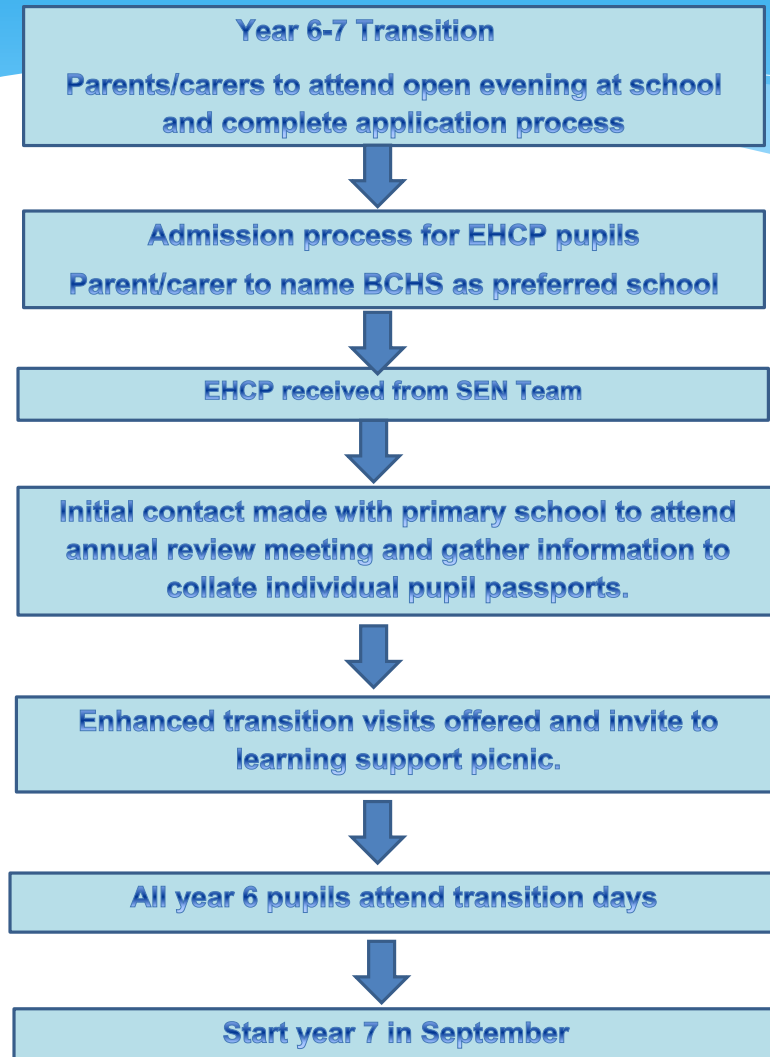 Year 6-7 Transition
Parents/carers to attend open evening at school
and complete application process
Admission process for EHCP pupils
Parent/carer to name BCHS as preferred school
EHCP received from SEN Team
Initial contact made with primary school to attend
annual review meeting and gather information to
collate individual pupil passports.
Enhanced transition visits offered and invite to
learning support picnic.
All year 6 pupils attend transition days
Start year 7 in September